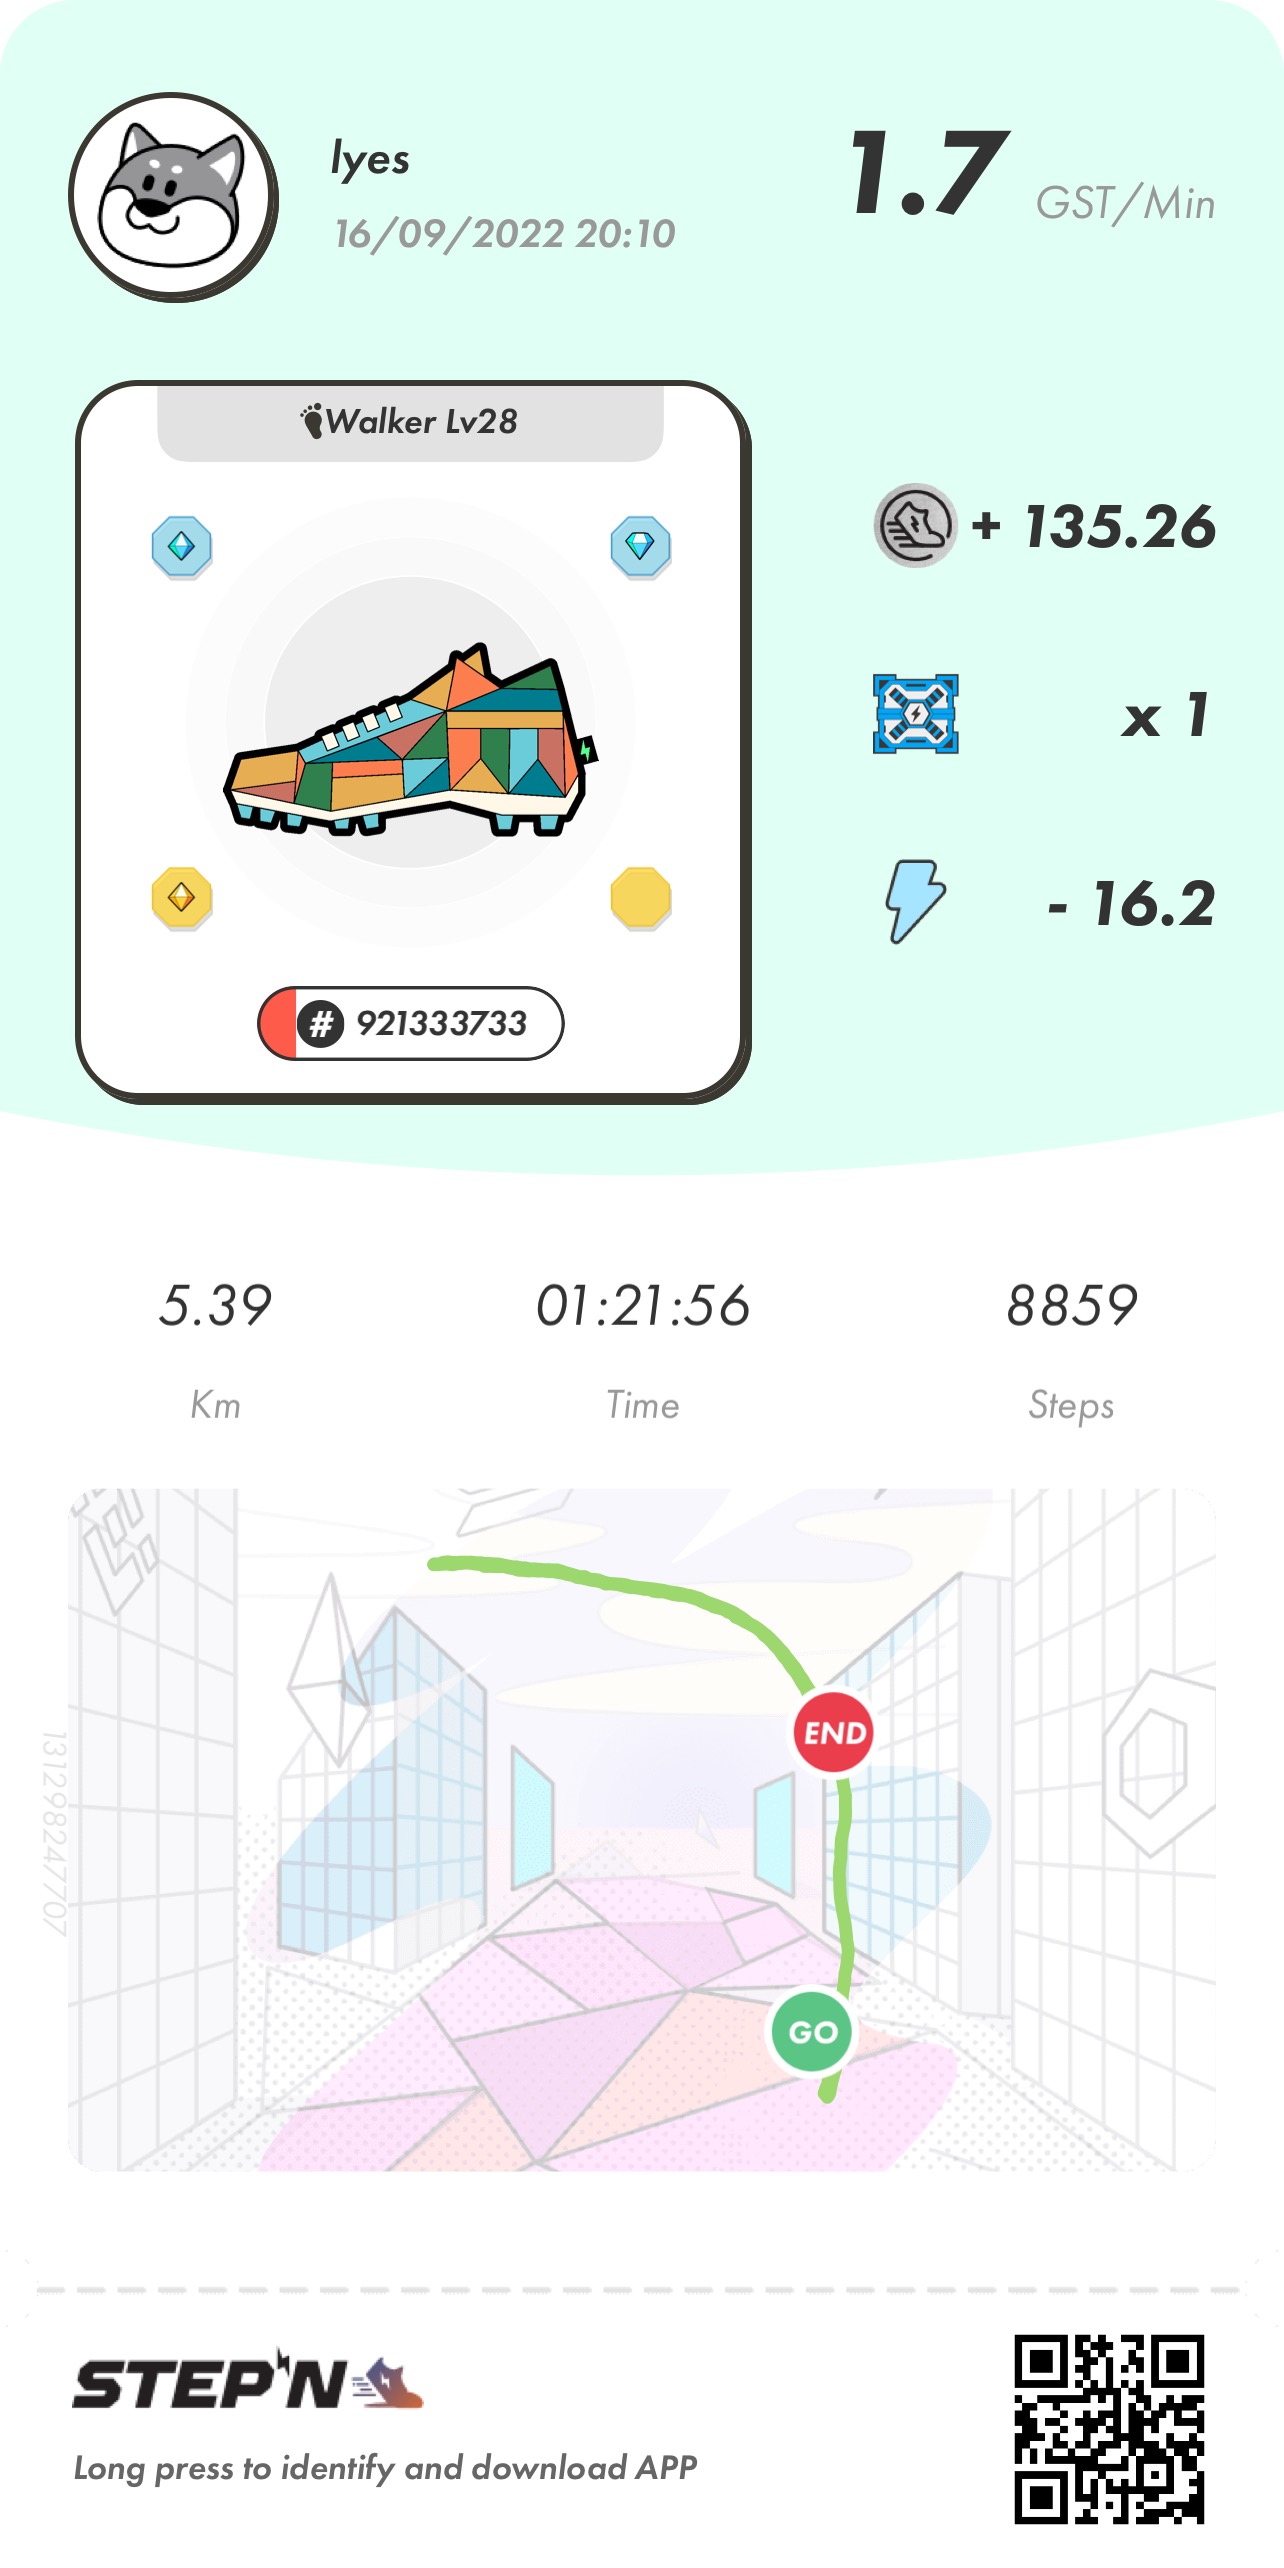 lyes
16/09/2022 20:10
1.7 GST/Min
Walker Lv28
+ 135.26
x 1
- 16.2
# 921333733
5.39
Km
01:21:56
Time
8859
Steps
131298247707
END
GO
STEP'N
Long press to identify and download APP